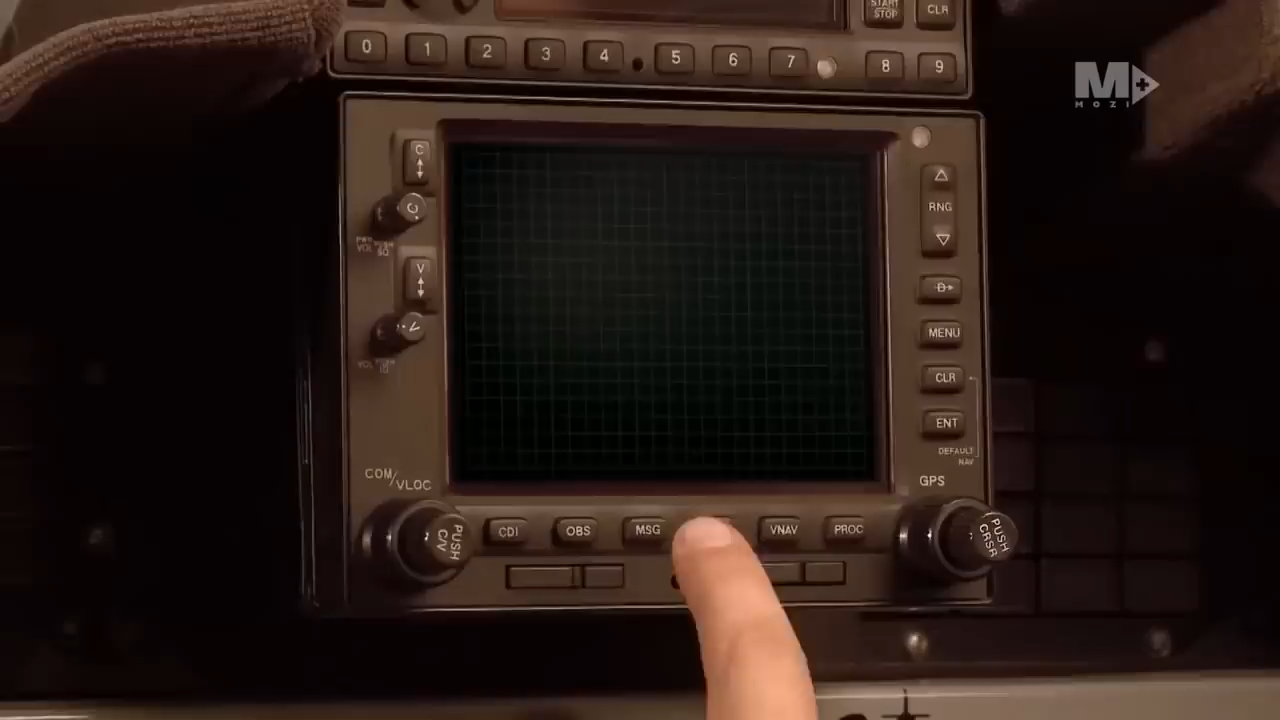 START
STOP
CLR
0 1 2 3 4 5 6 7 8 9
M+
MOZI
C
C
RNG
V
V
D
MENU
CLR
ENT
DEFAULT
NAV
COM/VLOC
GPS
PUSH
C/V
CDI
OBS
MSG
VNAV
PROC
PUSH
CRSR